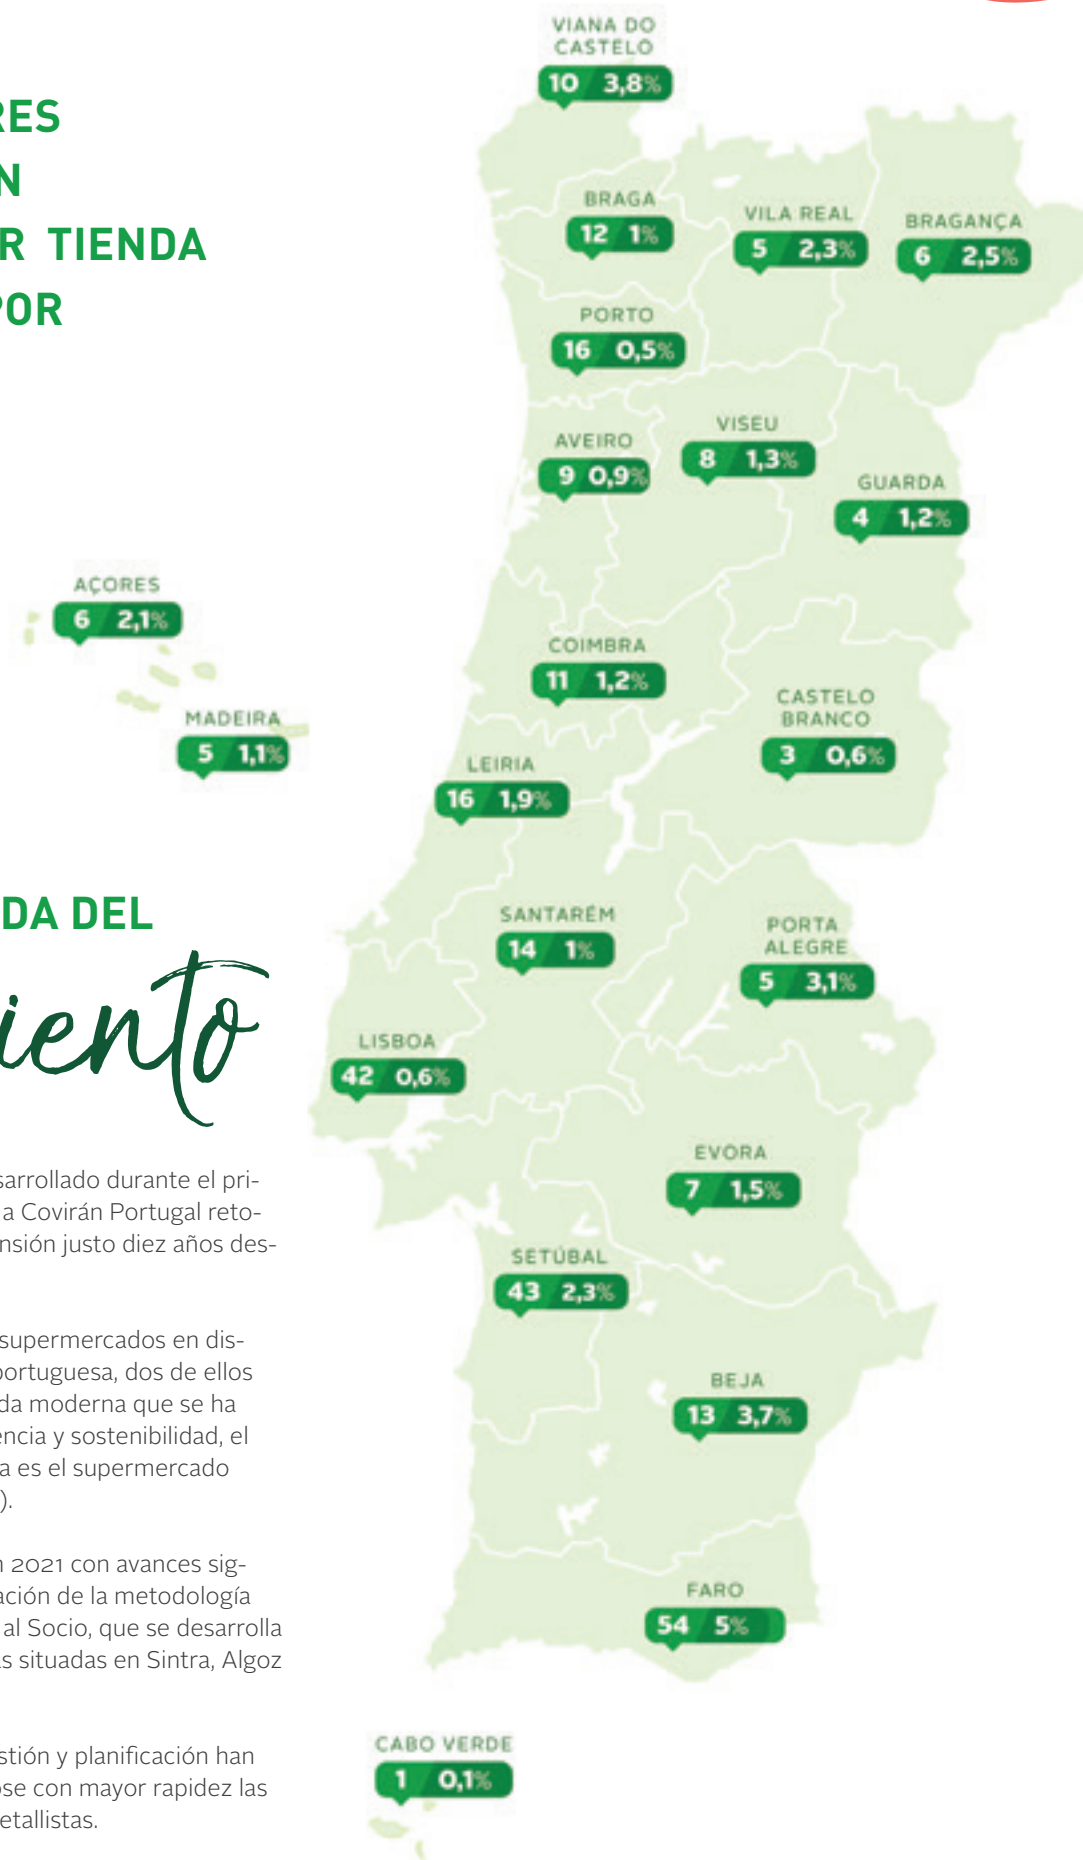 RES
N
R TIENDA
POR
VIANA DO
CASTELO
10 3,8%
BRAGA
12 1%
VILA REAL
5 2,3%
BRAGANÇA
6 2,5%
PORTO
16 0,5%
AVEIRO
9 0,9%
VISEU
8 1,3%
GUARDA
4 1,2%
AÇORES
6 2,1%
MADEIRA
5 1,1%
COIMBRA
11 1,2%
CASTELO
BRANCO
3 0,6%
LEIRIA
16 1,9%
SANTARÉM
14 1%
PORTA
ALEGRE
5 3,1%
LISBOA
42 0,6%
EVORA
7 1,5%
SETÚBAL
43 2,3%
BEJA
13 3,7%
FARO
54 5%
CABO VERDE
1 0,1%
DA DEL
iento
sarrollado durante el pri-
a Covirán Portugal reto-
nsión justo diez años des-
supermercados en dis-
portuguesa, dos de ellos
da moderna que se ha
encia y sostenibilidad, el
a es el supermercado
).
n 2021 con avances sig-
ación de la metodología
al Socio, que se desarrolla
as situadas en Sintra, Algoz
stión y planificación han
ose con mayor rapidez las
etallistas.